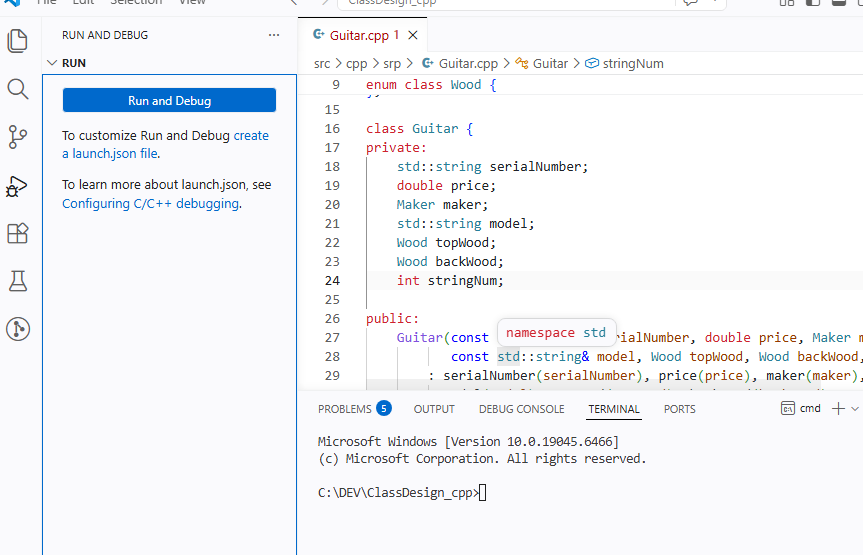 File Edit Selection View ClassDesign_cpp
RUN AND DEBUG ...
RUN
Run and Debug
To customize Run and Debug create
a launch.json file.
To learn more about launch.json, see
Configuring C/C++ debugging.
Guitar.cpp 1
src > cpp > srp > Guitar.cpp > Guitar > stringNum
9 enum class Wood {
};
15
16 class Guitar {
17 private:
18 std::string serialNumber;
19 double price;
20 Maker maker;
21 std::string model;
22 Wood topWood;
23 Wood backWood;
24 int stringNum;
25
26 public:
namespace std
27 Guitar(const rialNumber, double price, Maker m
28 const std::string& model, Wood topWood, Wood backWood,
29 : serialNumber(serialNumber), price(price), maker(maker),
PROBLEMS 5 OUTPUT DEBUG CONSOLE TERMINAL PORTS cmd
Microsoft Windows [Version 10.0.19045.6466]
(c) Microsoft Corporation. All rights reserved.
C:\DEV\ClassDesign_cpp>